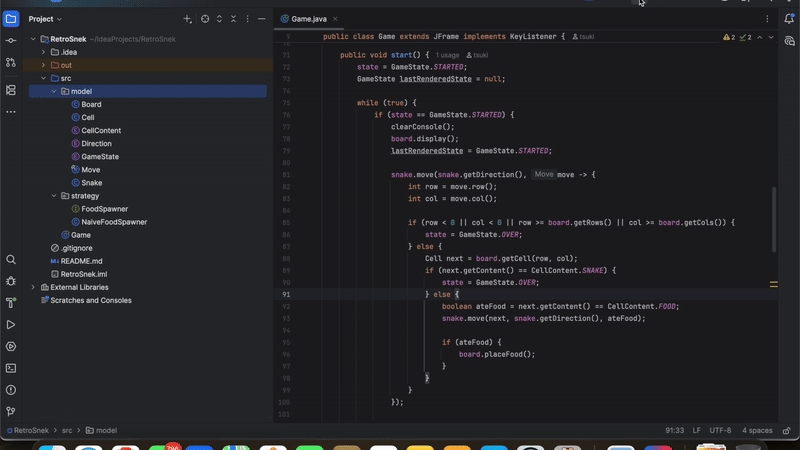 Project
RetroSnek ~/IdeaProjects/RetroSnek
.idea
out
src
model
Board
Cell
CellContent
Direction
GameState
Move
Snake
strategy
FoodSpawner
NaiveFoodSpawner
Game
.gitignore
README.md
RetroSnek.iml
External Libraries
Scratches and Consoles
Game.java
9 public class Game extends JFrame implements KeyListener { tsuki
2 2
71 public void start() { 1 usage tsuki
72 state = GameState.STARTED;
73 GameState lastRenderedState = null;
74
75 while (true) {
76 if (state == GameState.STARTED) {
77 clearConsole();
78 board.display();
79 lastRenderedState = GameState.STARTED;
80
81 snake.move(snake.getDirection(), Move move -> {
82 int row = move.row();
83 int col = move.col();
84
85 if (row < 0 || col < 0 || row >= board.getRows() || col >= board.getCols()) {
86 state = GameState.OVER;
87 } else {
88 Cell next = board.getCell(row, col);
89 if (next.getContent() == CellContent.SNAKE) {
90 state = GameState.OVER;
91 } else {
92 boolean ateFood = next.getContent() == CellContent.FOOD;
93 snake.move(next, snake.getDirection(), ateFood);
94
95 if (ateFood) {
96 board.placeFood();
97 }
98 }
99 }
100 });
101
RetroSnek > src > model
91:33 LF UTF-8 4 spaces